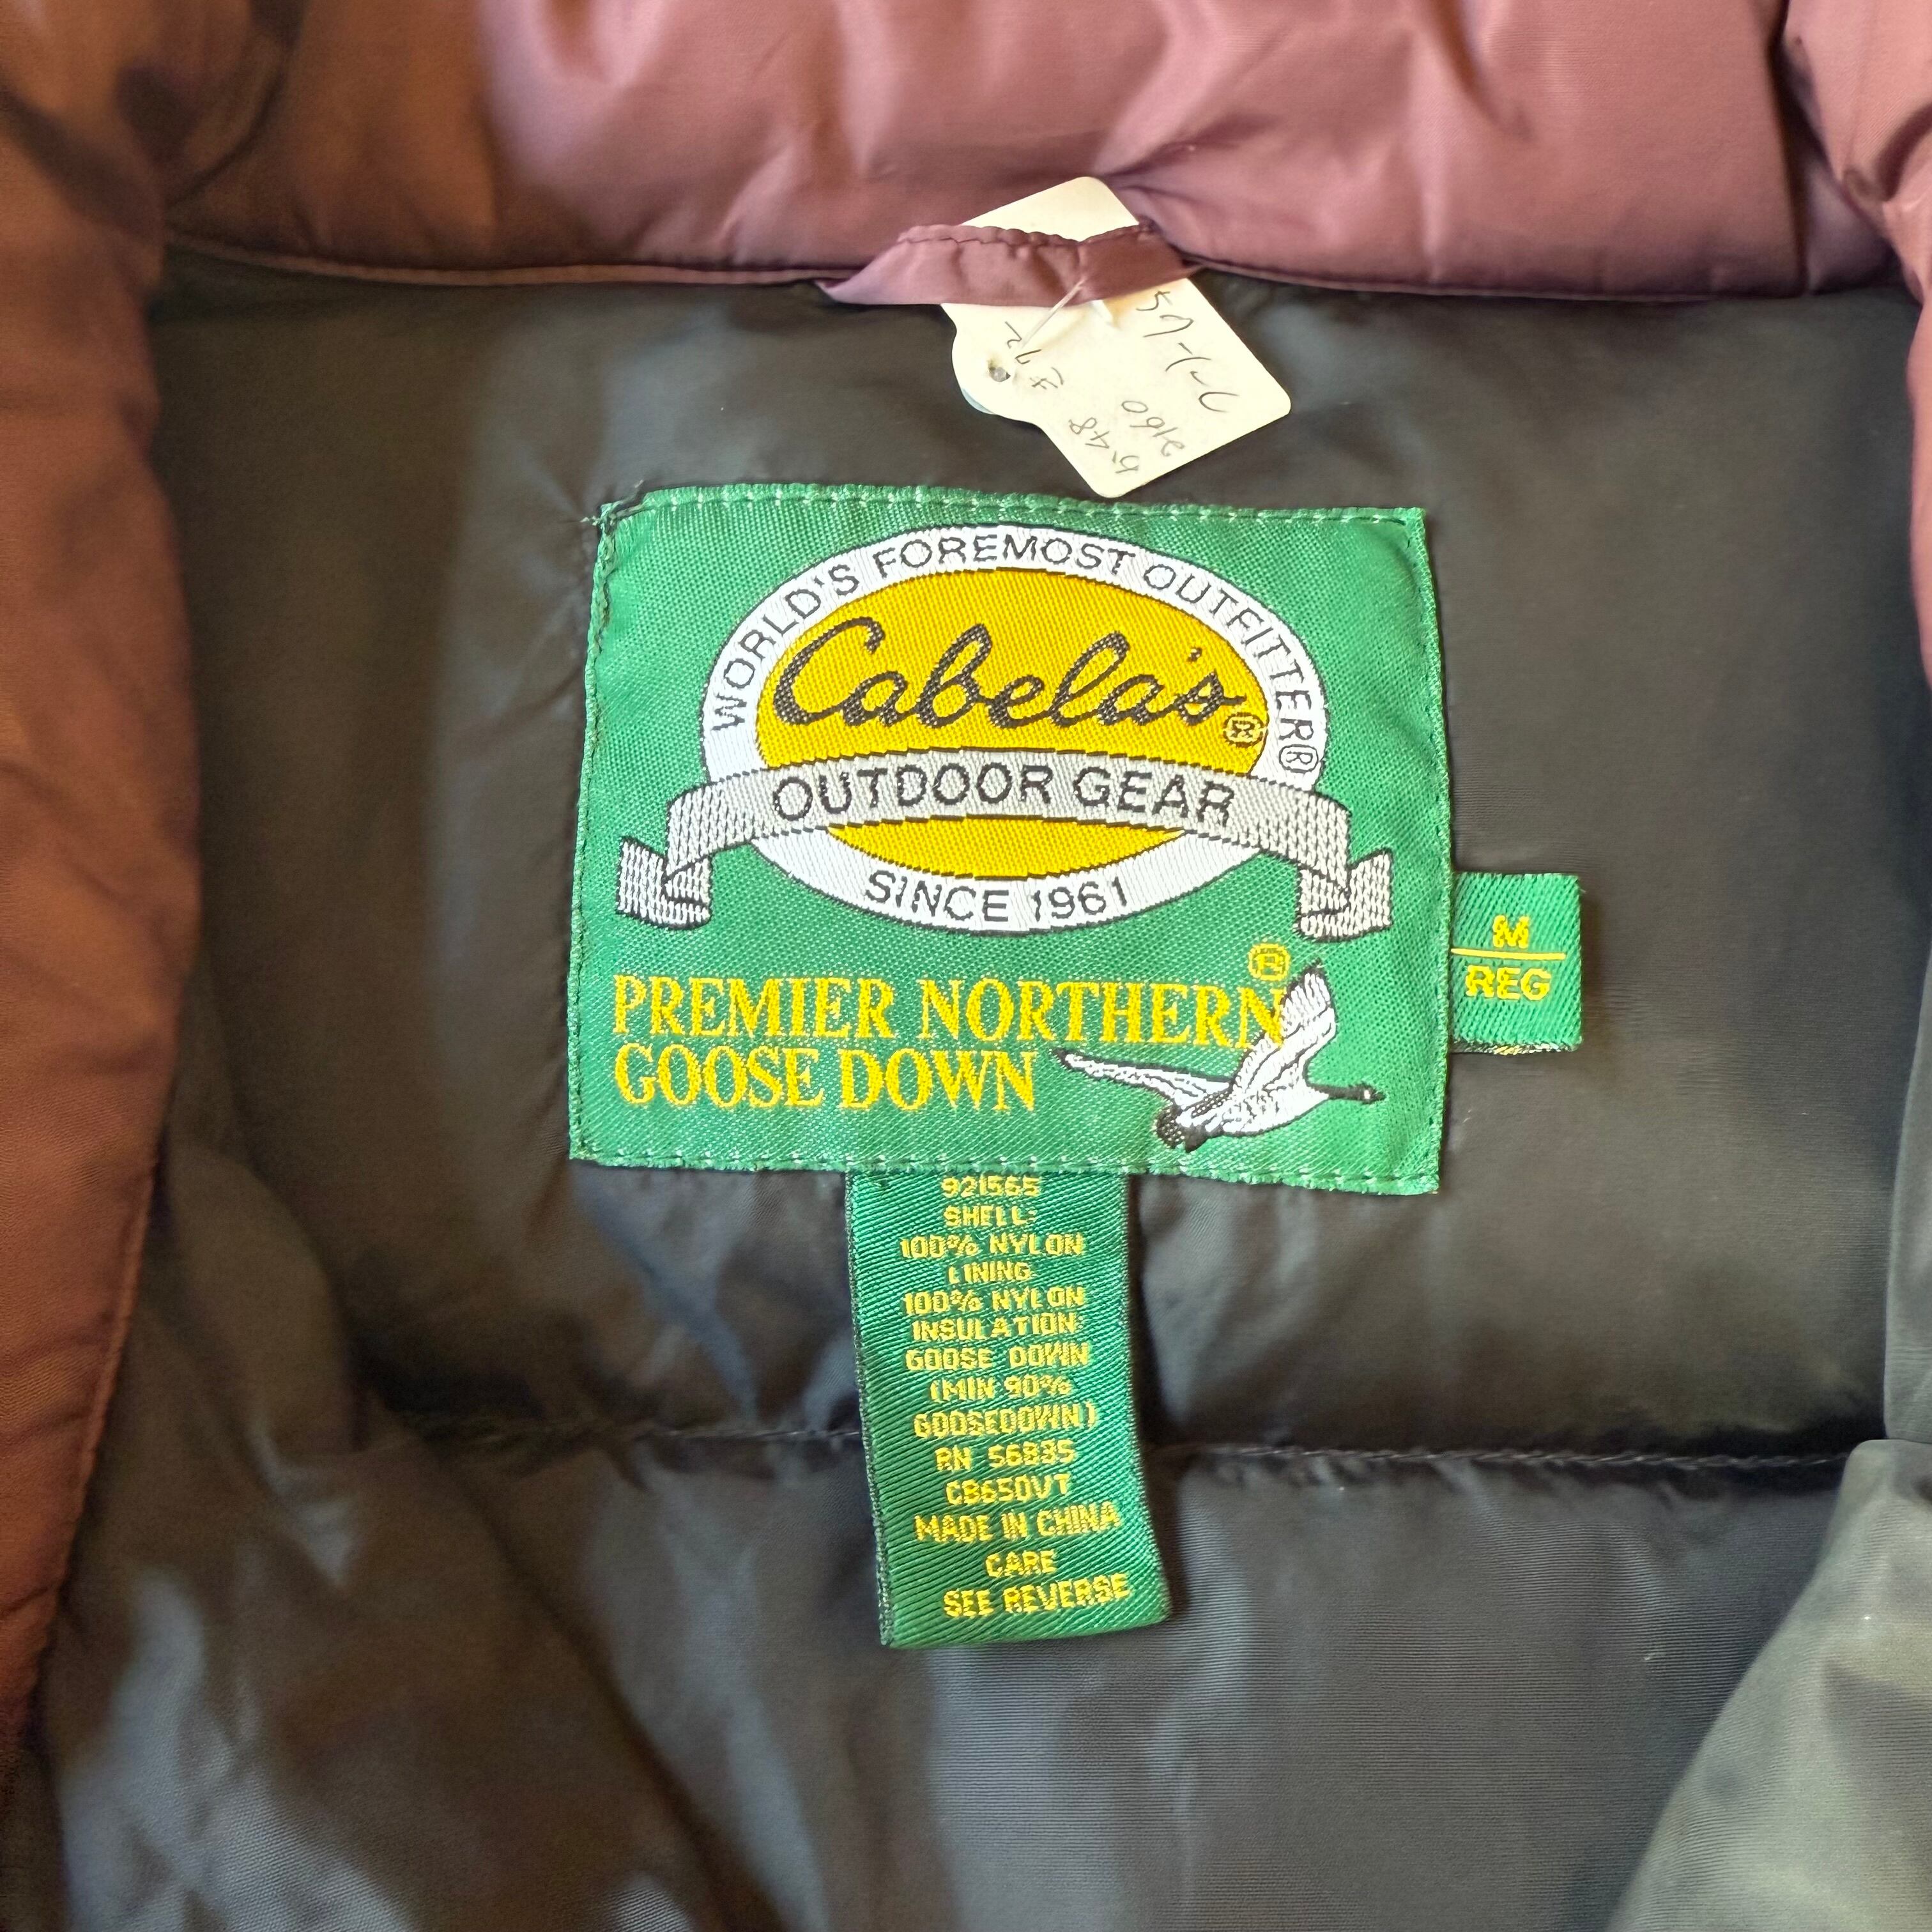 WORLD'S FOREMOST OUTFITTER®
Cabela's®
OUTDOOR GEAR
SINCE 1961
PREMIER NORTHERN®
GOOSE DOWN
M
REG
921565
SHELL:
100% NYLON
LINING
100% NYLON
INSULATION:
GOOSE DOWN
(MIN 90%
GOOSEDOWN)
RN 56835
CB650VT
MADE IN CHINA
CARE
SEE REVERSE